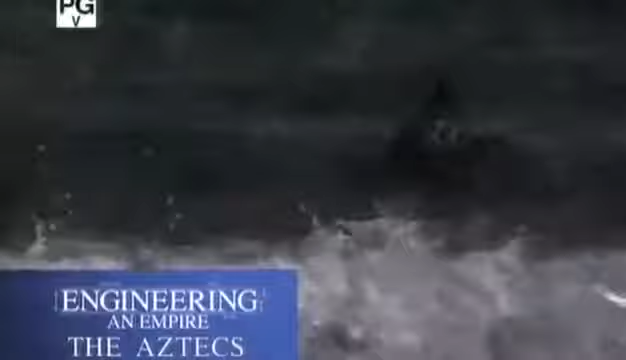 PG
V
ENGINEERING
AN EMPIRE
THE AZTECS